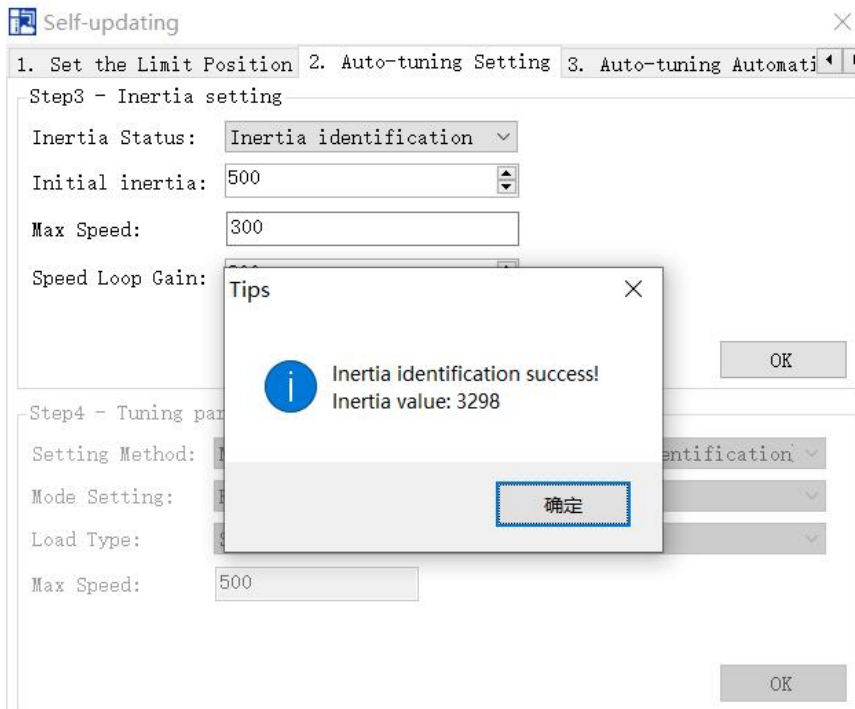 Self-updating
1. Set the Limit Position 2. Auto-tuning Setting 3. Auto-tuning Automati
Step3 - Inertia setting
Inertia Status: Inertia identification
Initial inertia: 500
Max Speed: 300
Speed Loop Gain:
Tips
Inertia identification success!
Inertia value: 3298
确定
OK
Step4 - Tuning
Setting Method:
Mode Setting:
Load Type:
Max Speed: 500
OK